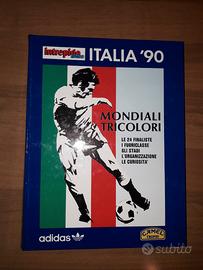 intrepido
ITALIA '90
MONDIALI
TRICOLORI
LE 24 FINALISTE
I FUORICLASSE
GLI STADI
L'ORGANIZZAZIONE
LE CURIOSITA'
adidas
subito